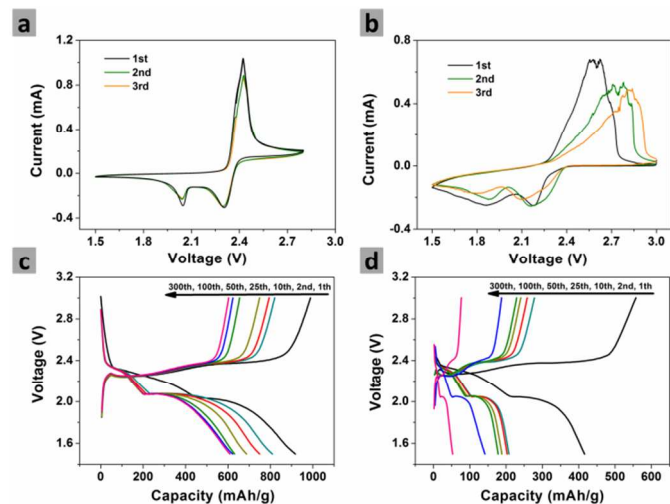 a
1.2
0.8
0.4
0.0
-0.4
Current (mA)
1st
2nd
3rd
1.5 1.8 2.1 2.4 2.7 3.0
Voltage (V)
b
0.8
0.4
0.0
-0.4
Current (mA)
1st
2nd
3rd
1.5 1.8 2.1 2.4 2.7 3.0
Voltage (V)
c
300th, 100th, 50th, 25th, 10th, 2nd, 1th
3.2
2.8
2.4
2.0
1.6
Voltage (V)
0 200 400 600 800 1000
Capacity (mAh/g)
d
300th, 100th, 50th, 25th, 10th, 2nd, 1th
3.2
2.8
2.4
2.0
1.6
Voltage (V)
0 100 200 300 400 500 600
Capacity (mAh/g)